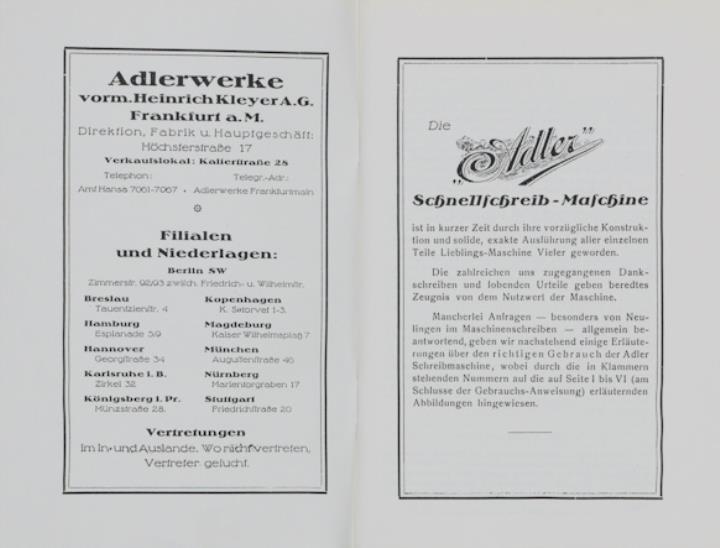 Adlerwerke
vorm. Heinrich Kleyer A.G.
Frankfurt a. M.
Direktion, Fabrik u. Hauptgeschäft:
Höchsterstraße 17
Verkaufslokal: Kaiserstraße 28
Telephon: Telegr.-Adr.:
Amt Hansa 7061-7067 • Adlerwerke Frankfurtmain
Filialen
und Niederlagen:
Berlin SW
Zimmerstr. 92/93 zwisch. Friedrich- u. Wilhelmstr.
Breslau
Tauentzienstr. 4
Hamburg
Esplanade 5/9
Hannover
Georgstraße 34
Karlsruhe i. B.
Zirkel 32
Königsberg i. Pr.
Münzstraße 28.
Kopenhagen
K. 1-3.
Magdeburg
Kaiser Wilhelmsplatz 7
München
Nürnberg
Marientorgraben 17
Stuttgart
Friedrichstraße 20
Vertretungen
Im In- und Auslande. Wo nicht vertreten,
Vertreter gesucht.
Die
„Adler"
Schnellschreib-Maschine
ist in kurzer Zeit durch ihre vorzügliche Konstruk-
tion und solide, exakte Ausführung aller einzelnen
Teile Lieblings-Maschine Vieler geworden.
Die zahlreichen uns zugegangenen Dank-
schreiben und lobenden Urteile geben beredtes
Zeugnis von dem Nutzwert der Maschine.
Mancherlei Anfragen — besonders von Neu-
lingen im Maschinenschreiben — allgemein be-
antwortend, geben wir nachstehend einige Erläute-
rungen über den richtigen Gebrauch der Adler
Schreibmaschine, wobei durch die in Klammern
stehenden Nummern auf die auf Seite I bis VI (am
Schlusse der Gebrauchs-Anweisung) erläuternden
Abbildungen hingewiesen.